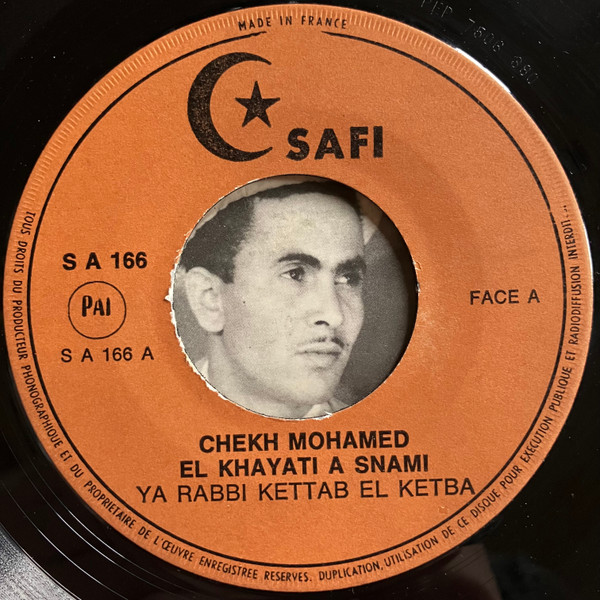 MADE IN FRANCE
SAFI
S A 166
PAI
S A 166 A
FACE A
CHEKH MOHAMED
EL KHAYATI A SNAMI
YA RABBI KETTAB EL KETBA
TOUS DROITS DU PRODUCTEUR PHONOGRAPHIQUE ET DU PROPRIETAIRE DE L'ŒUVRE ENREGISTREE RESERVES. DUPLICATION, UTILISATION DE CE DISQUE POUR EXECUTION PUBLIQUE ET RADIODIFFUSION INTERDIT...